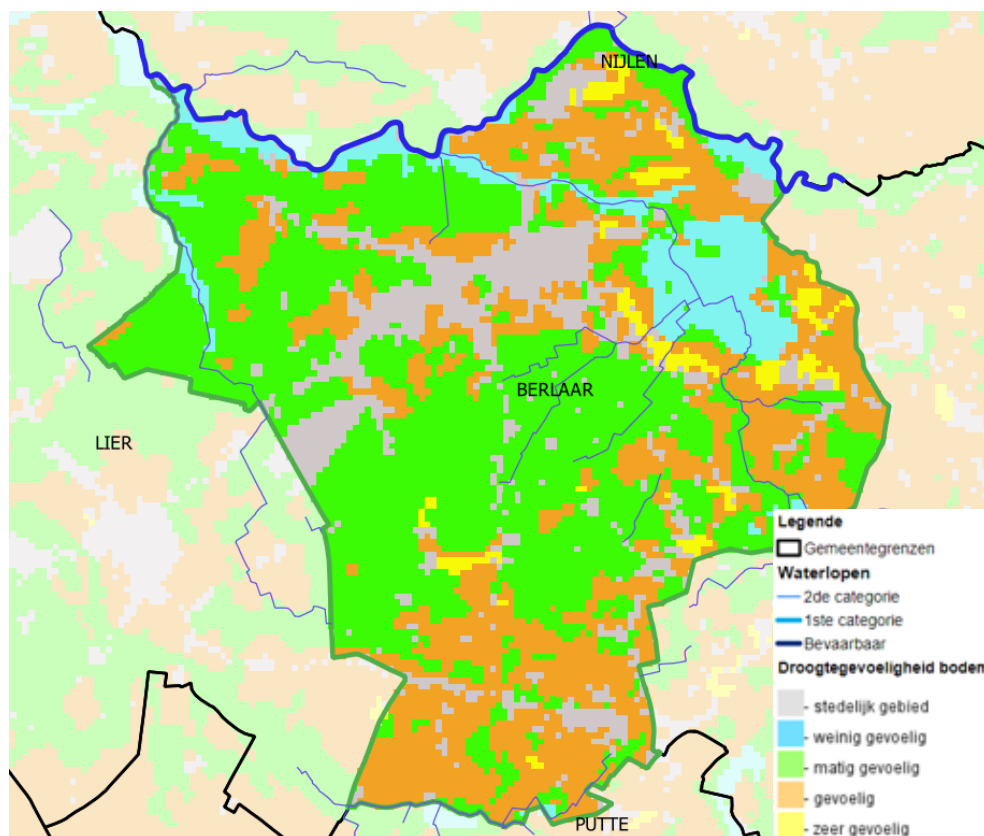 NIJLEN
BERLAAR
LIER
PUTTE
Legende
Gemeentegrenzen
Waterlopen
2de categorie
1ste categorie
Bevaarbaar
Droogtegevoeligheid bodem
- stedelijk gebied
- weinig gevoelig
- matig gevoelig
- gevoelig
- zeer gevoelig